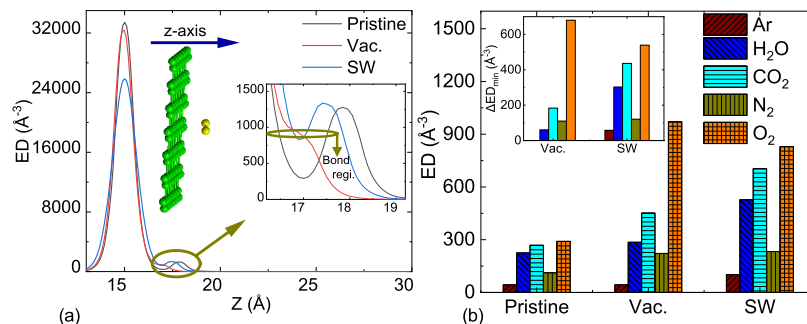 z-axis
Pristine
Vac.
SW
ED (Å⁻³)
32000
24000
16000
8000
0
15
20
25
30
Z (Å)
(a)
1500
1000
500
0
17
18
19
Bond
regi.
ED (Å⁻³)
1500
1200
900
600
300
0
Pristine
Vac.
SW
(b)
ΔEDmin (Å⁻³)
600
400
200
0
Vac.
SW
Ar
H₂O
CO₂
N₂
O₂